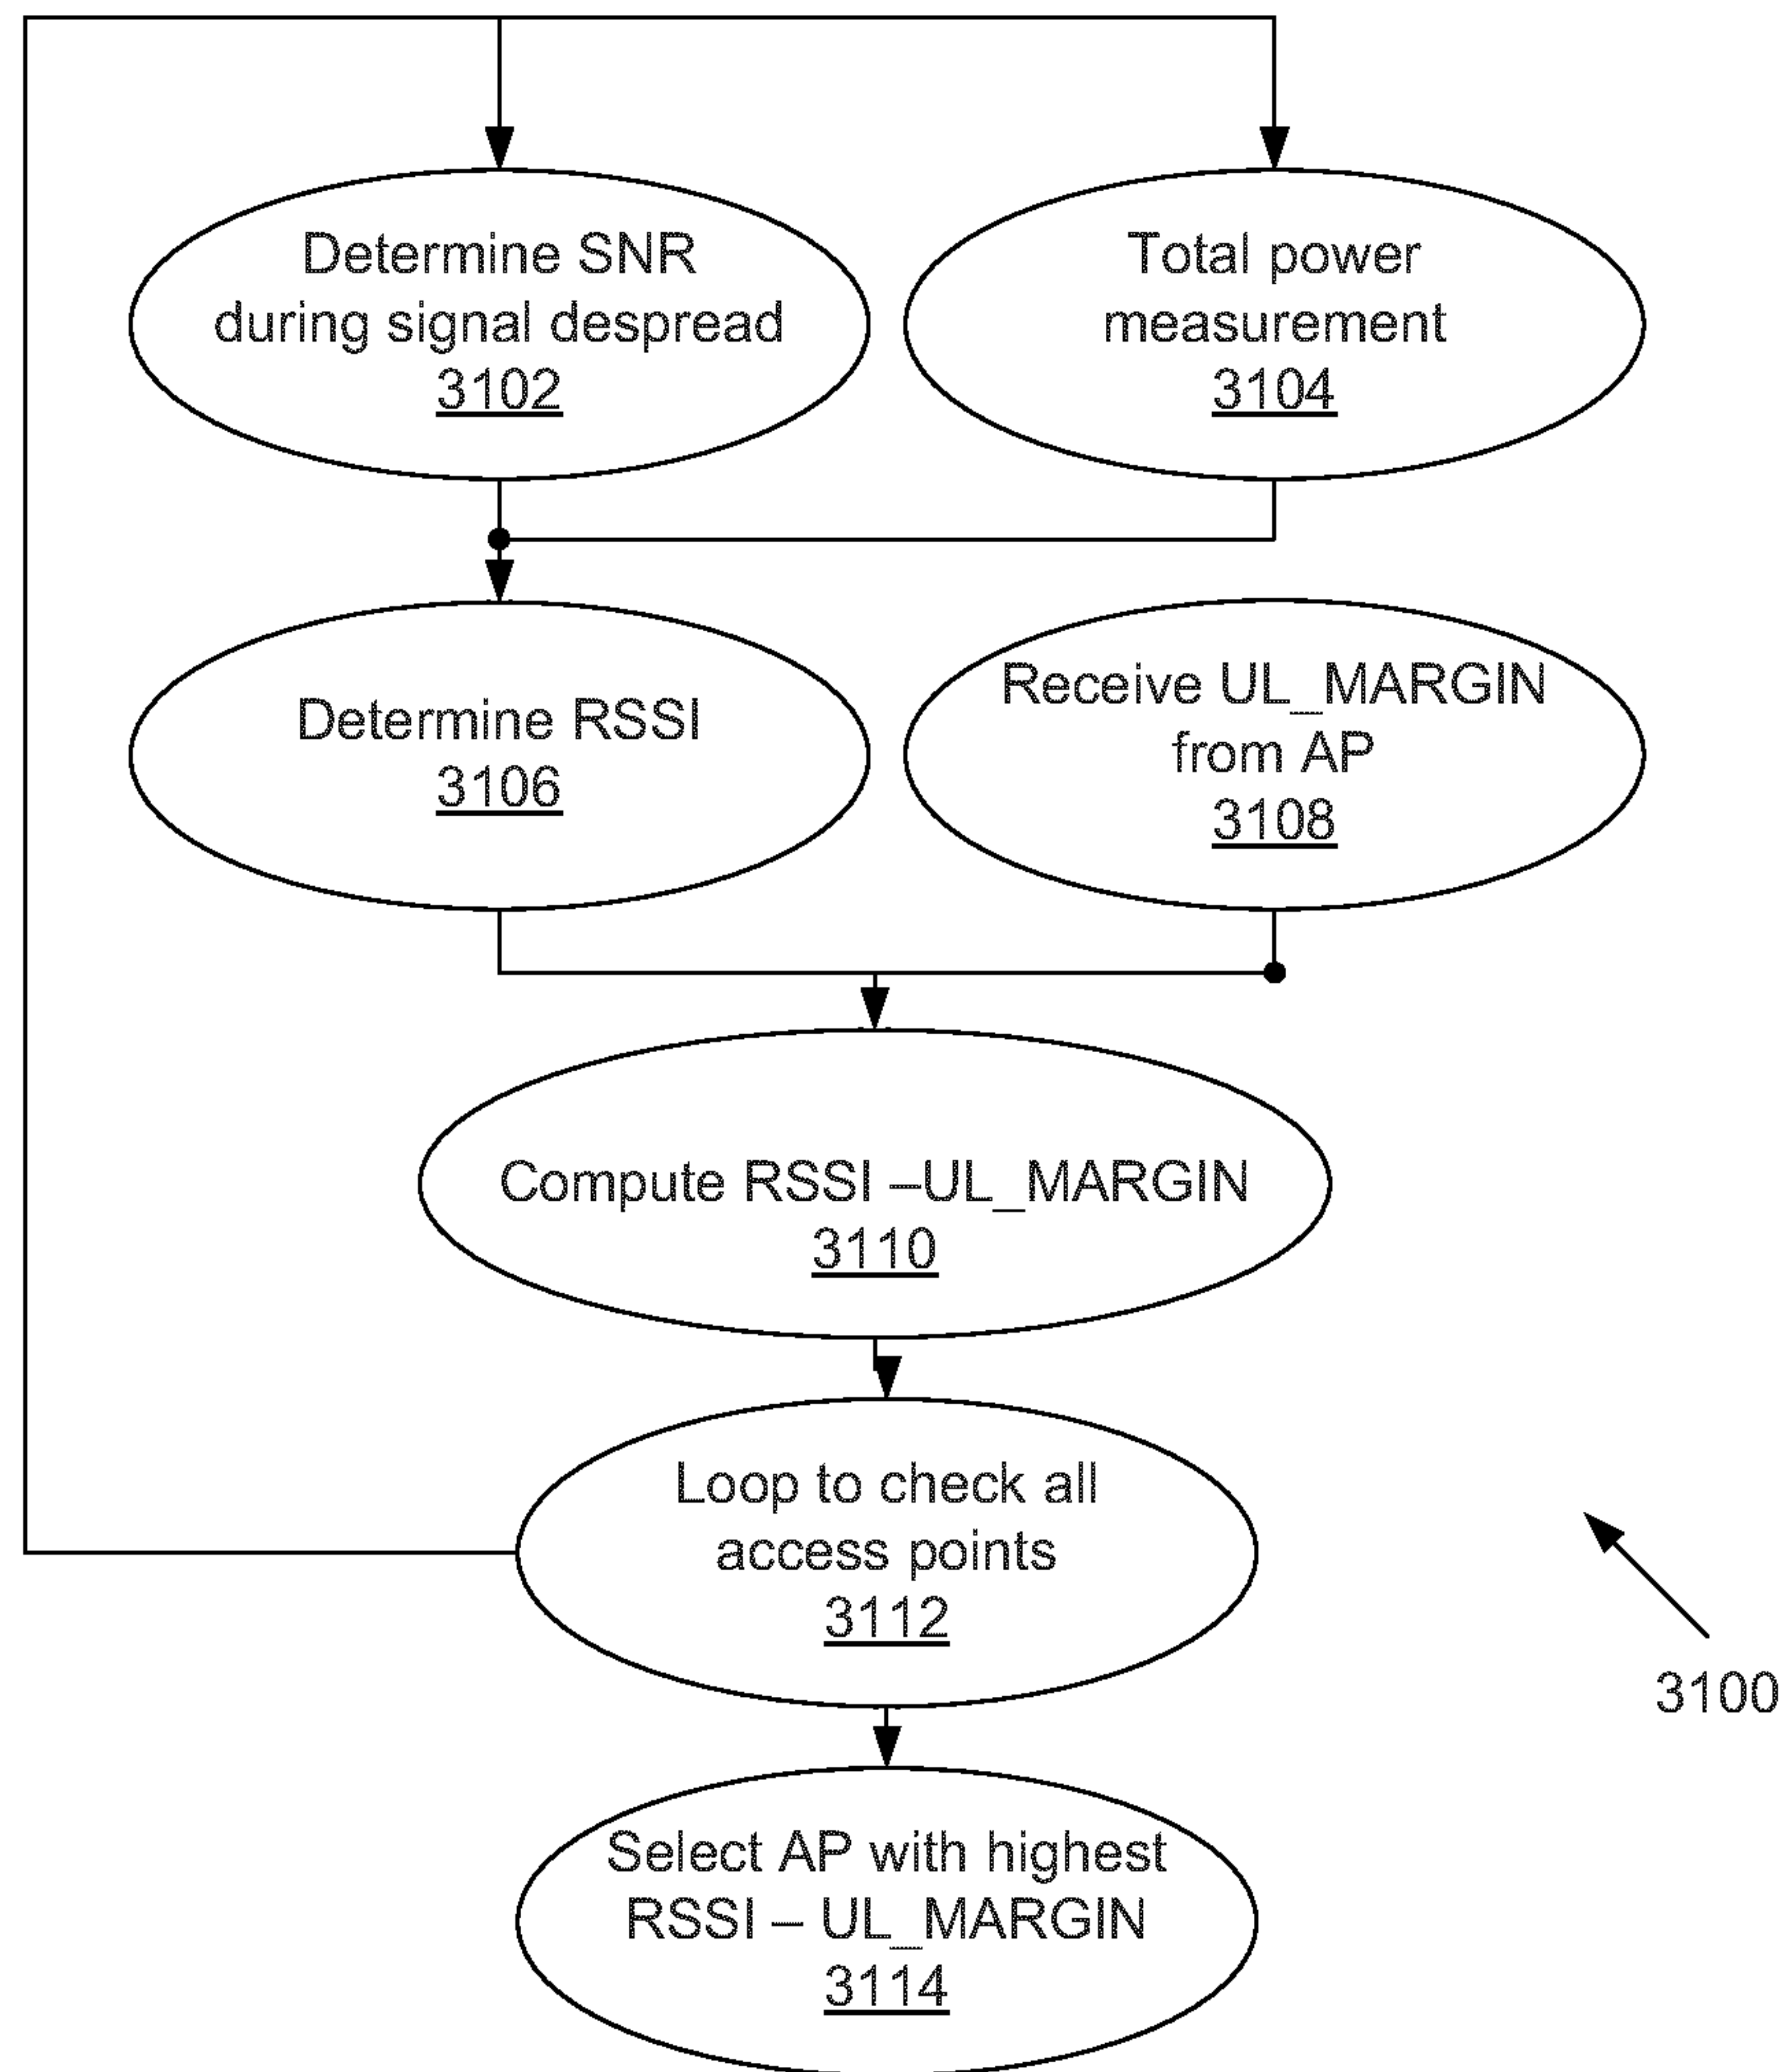 Determine SNR
during signal despread
3102
Total power
measurement
3104
Determine RSSI
3106
Receive UL_MARGIN
from AP
3108
Compute RSSI –UL_MARGIN
3110
Loop to check all
access points
3112
3100
Select AP with highest
RSSI – UL_MARGIN
3114